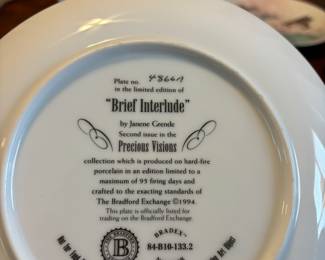 Plate no.
in the limited edition of
"Brief Interlude"
by Janene Grende
Second issue in the
Precious Visions
collection which is produced on hard-fire
porcelain in an edition limited to a
maximum of 95 firing days and
crafted to the exacting standards of
The Bradford Exchange ©1994.
This plate is officially listed for
trading on the Bradford Exchange.
BRADEX
B
84-B10-133.2